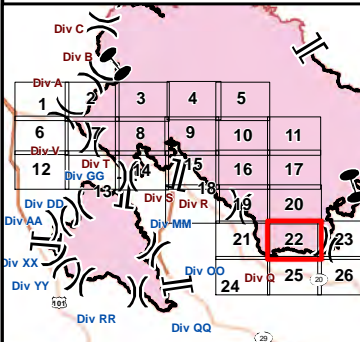 Div C
Div B
Div A
1 2 3 4 5
Div V
6 7 8 9 10 11
12 Div T 14 15 16 17
Div GG
13 Div S Div R 18 19 20
Div DD
Div AA Div MM 21 22 23
Div XX Div OO 24 Div Q 25 26
Div YY
101
20
Div RR
Div QQ
29